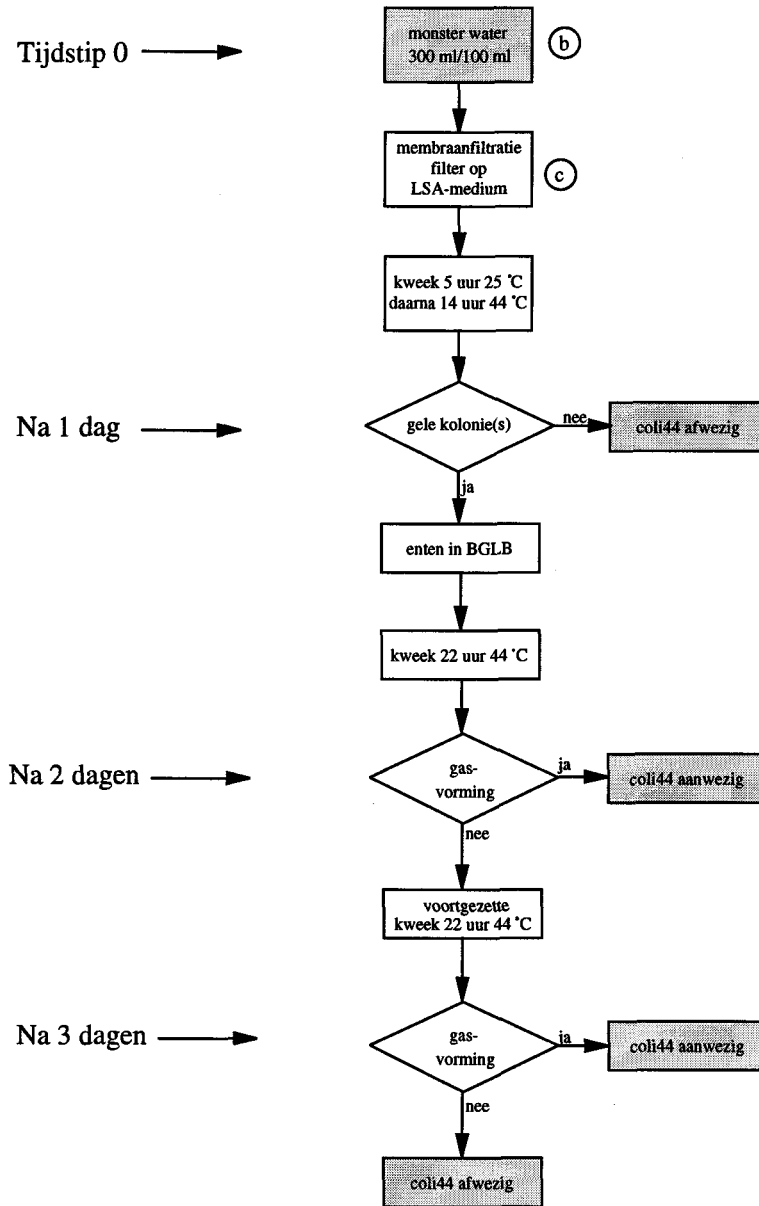 Tijdstip 0
monster water
300 ml/100 ml
b
membraanfiltratie
filter op
LSA-medium
c
kweek 5 uur 25 °C
daarna 14 uur 44 °C
Na 1 dag
gele kolonie(s)
nee
coli44 afwezig
ja
enten in BGLB
kweek 22 uur 44 °C
Na 2 dagen
gas-
vorming
ja
coli44 aanwezig
nee
voortgezette
kweek 22 uur 44 °C
Na 3 dagen
gas-
vorming
ja
coli44 aanwezig
nee
coli44 afwezig